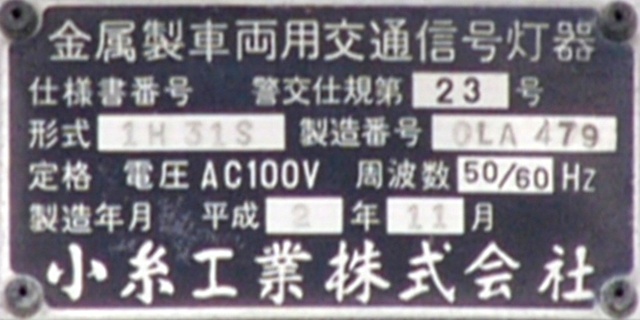 金属製車両用交通信号灯器
仕様書番号 警交仕規第 23 号
形式 1H31S 製造番号 0LA 479
定格 電圧 AC100V 周波数 50/60 Hz
製造年月 平成 2 年 11 月
小糸工業株式会社